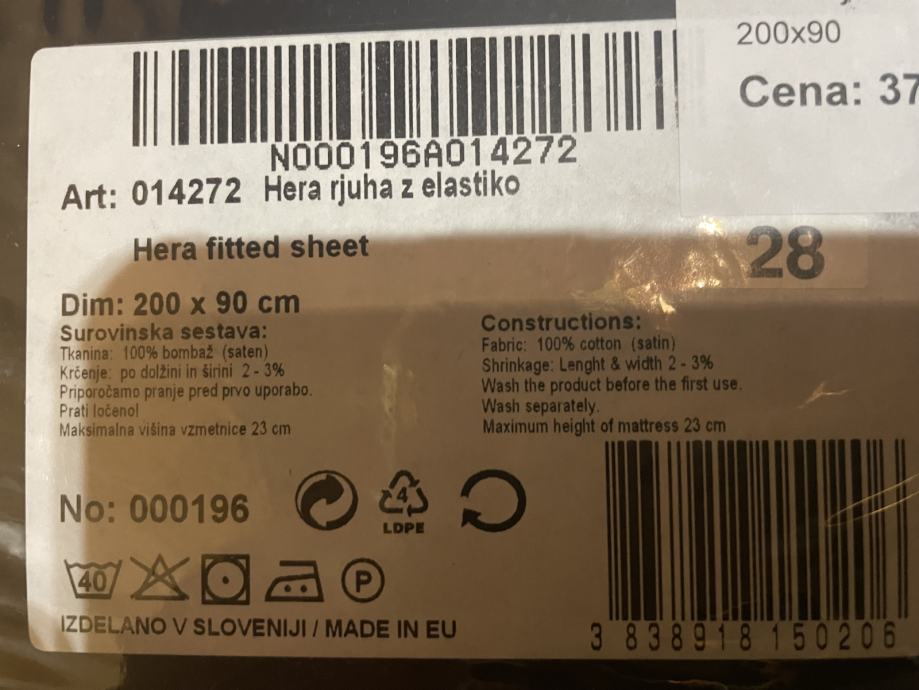 200x90
Cena: 37
N000196A014272
Art: 014272 Hera rjuha z elastiko
Hera fitted sheet
28
Dim: 200 x 90 cm
Surovinska sestava:
Tkanina: 100% bombaž (saten)
Krčenje: po dolžini in širini 2 - 3%
Priporočamo pranje pred prvo uporabo.
Prati ločeno!
Maksimalna višina vzmetnice 23 cm
Constructions:
Fabric: 100% cotton (satin)
Shrinkage: Lenght & width 2 - 3%
Wash the product before the first use.
Wash separately.
Maximum height of mattress 23 cm
No: 000196
4
LDPE
40
P
IZDELANO V SLOVENIJI / MADE IN EU
3 838918 150206